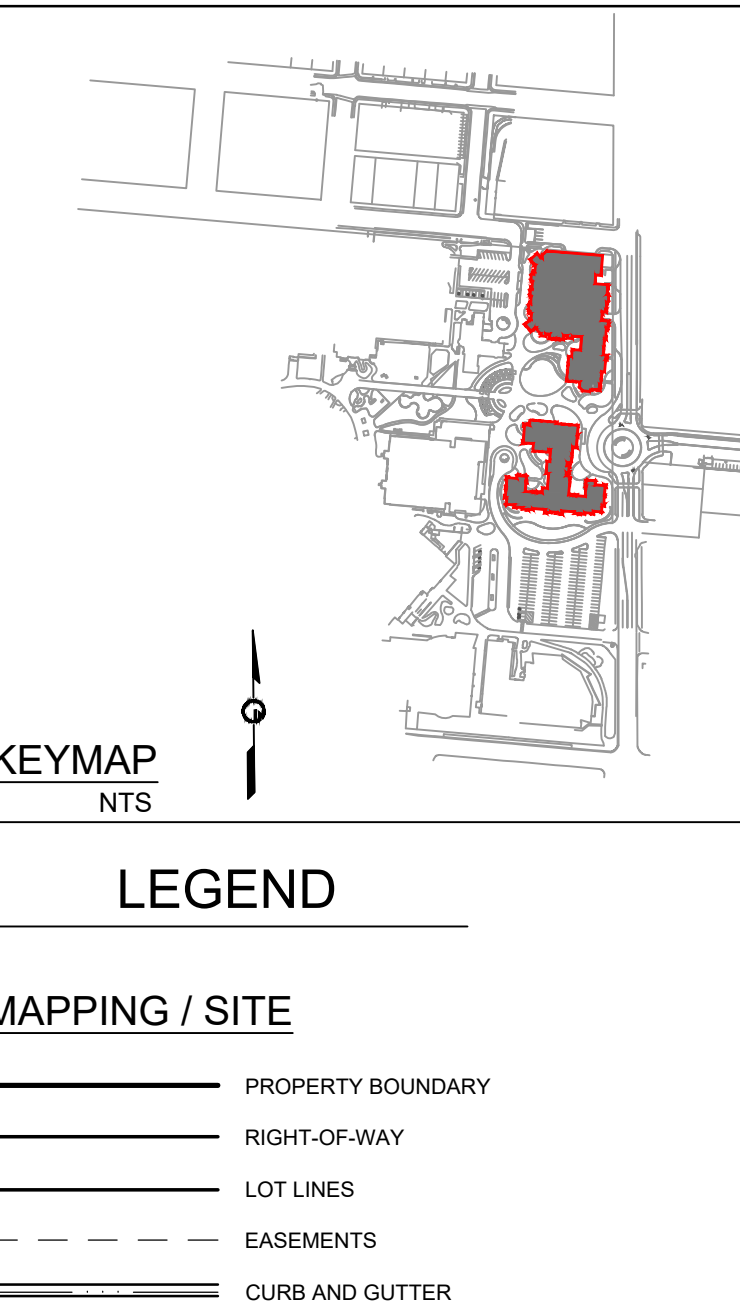 KEYMAP
NTS
LEGEND
MAPPING / SITE
PROPERTY BOUNDARY
RIGHT-OF-WAY
LOT LINES
EASEMENTS
CURB AND GUTTER